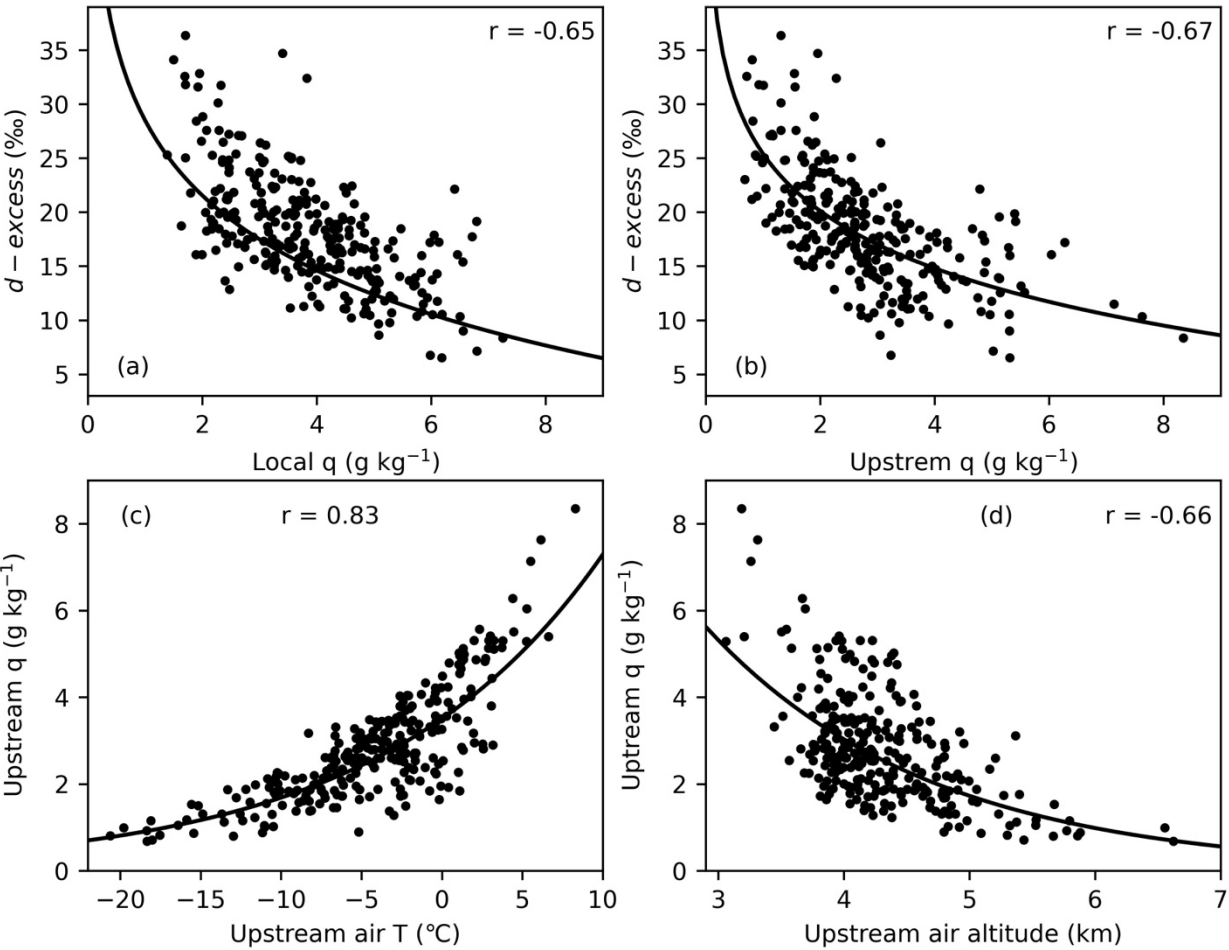 r = -0.65
35
30
25
20
15
10
5
d − excess (‰)
(a)
0 2 4 6 8
Local q (g kg⁻¹)
r = -0.67
35
30
25
20
15
10
5
d − excess (‰)
(b)
0 2 4 6 8
Upstrem q (g kg⁻¹)
(c) r = 0.83
8
6
4
2
0
Upstream q (g kg⁻¹)
−20 −15 −10 −5 0 5 10
Upstream air T (°C)
(d) r = -0.66
8
6
4
2
0
Uptream q (g kg⁻¹)
3 4 5 6 7
Upstream air altitude (km)